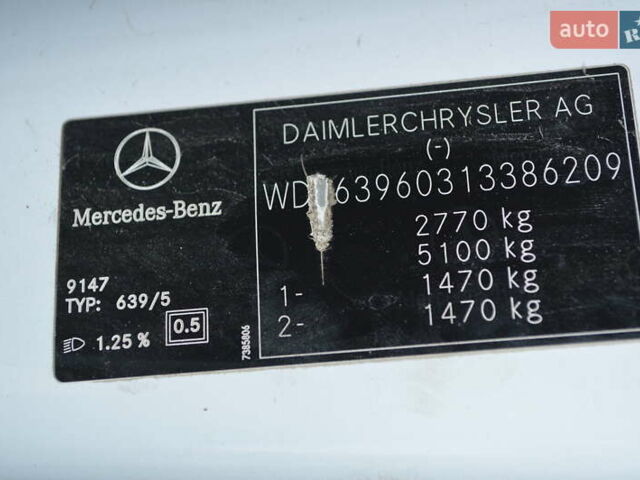 auto
Mercedes-Benz
9147
TYP: 639/5
1.25 %
0.5
7385806
DAIMLERCHRYSLER AG
(-)
WD 63960313386209
2770 kg
5100 kg
1- 1470 kg
2- 1470 kg